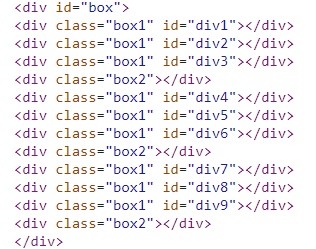 <div id="box">
<div class="box1" id="div1"></div>
<div class="box1" id="div2"></div>
<div class="box1" id="div3"></div>
<div class="box2"></div>
<div class="box1" id="div4"></div>
<div class="box1" id="div5"></div>
<div class="box1" id="div6"></div>
<div class="box2"></div>
<div class="box1" id="div7"></div>
<div class="box1" id="div8"></div>
<div class="box1" id="div9"></div>
<div class="box2"></div>
</div>